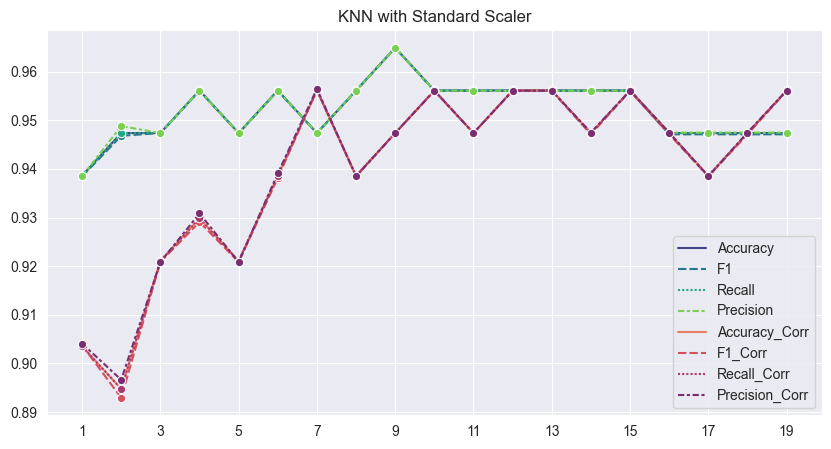 KNN with Standard Scaler
0.96
0.95
0.94
0.93
0.92
0.91
0.90
0.89
1 3 5 7 9 11 13 15 17 19
Accuracy
F1
Recall
Precision
Accuracy_Corr
F1_Corr
Recall_Corr
Precision_Corr